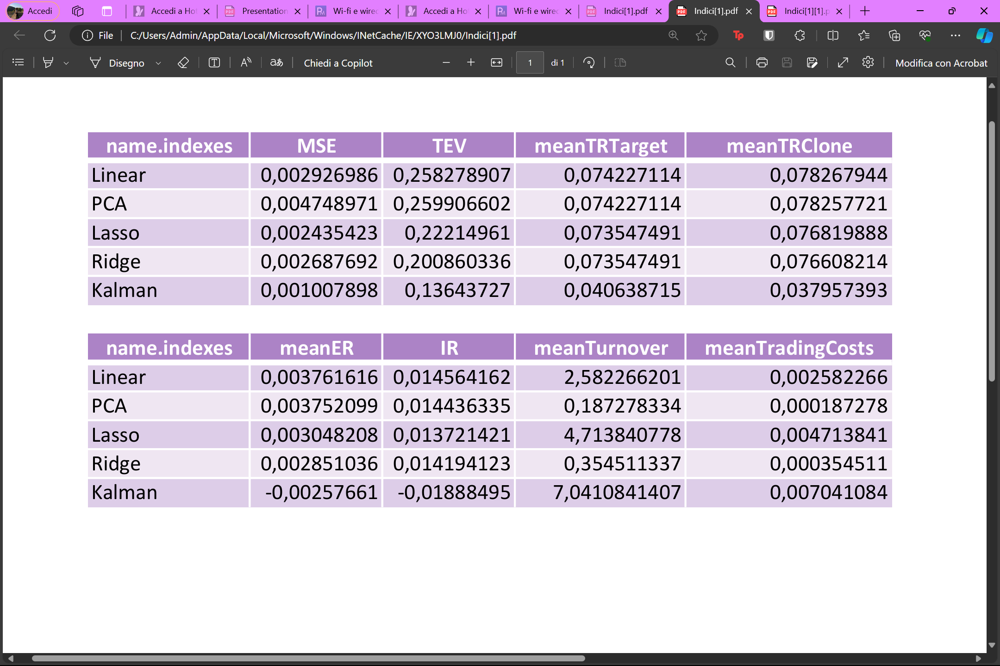 Accedi
Accedi a Ho
Presentation
Wi-fi e wirec
Accedi a Ho
Wi-fi e wirec
Indici[1].pdf
Indici[1].pdf
Indici[1][1].p
File
C:/Users/Admin/AppData/Local/Microsoft/Windows/INetCache/IE/XYO3LMJ0/Indici[1].pdf
Disegno
Chiedi a Copilot
1 di 1
Modifica con Acrobat
name.indexes MSE TEV meanTRTarget meanTRClone
Linear 0,002926986 0,258278907 0,074227114 0,078267944
PCA 0,004748971 0,259906602 0,074227114 0,078257721
Lasso 0,002435423 0,22214961 0,073547491 0,076819888
Ridge 0,002687692 0,200860336 0,073547491 0,076608214
Kalman 0,001007898 0,13643727 0,040638715 0,037957393
name.indexes meanER IR meanTurnover meanTradingCosts
Linear 0,003761616 0,014564162 2,582266201 0,002582266
PCA 0,003752099 0,014436335 0,187278334 0,000187278
Lasso 0,003048208 0,013721421 4,713840778 0,004713841
Ridge 0,002851036 0,014194123 0,354511337 0,000354511
Kalman -0,00257661 -0,01888495 7,0410841407 0,007041084